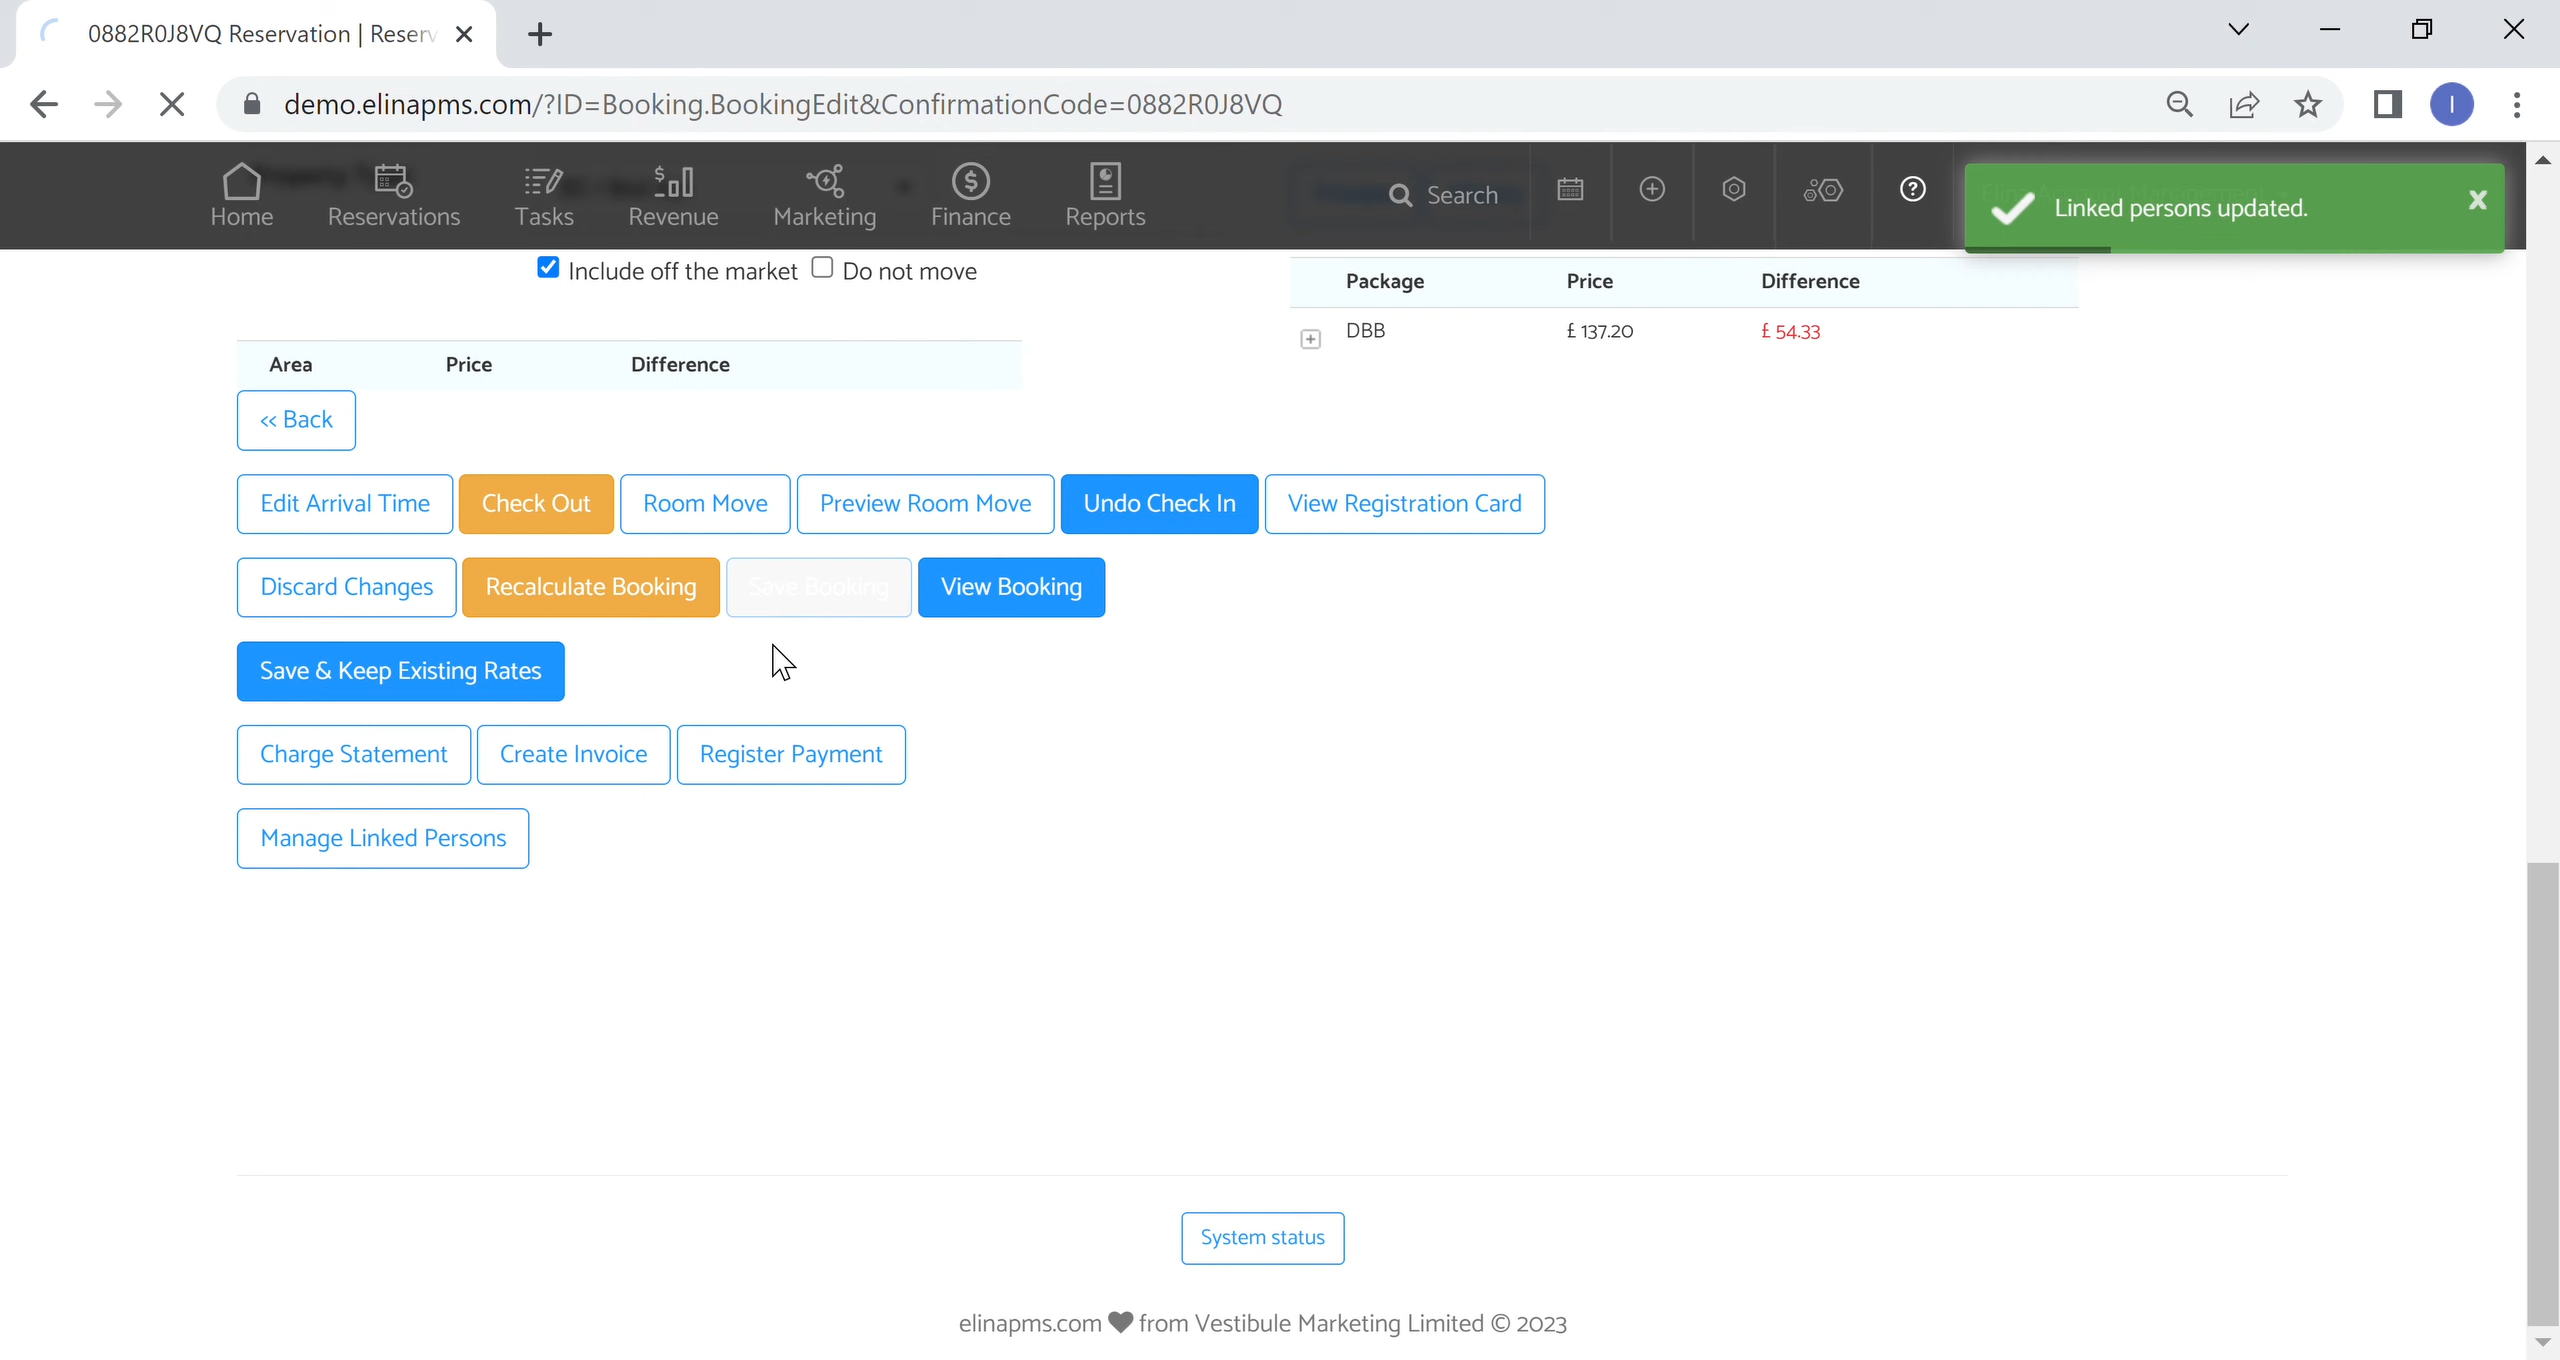 0882R0J8VQ Reservation | Reserv
demo.elinapms.com/?ID=Booking.BookingEdit&ConfirmationCode=0882R0J8VQ
I
Home
Reservations
Tasks
Revenue
Marketing
Finance
Reports
Search
Linked persons updated.
Include off the market
Do not move
Package Price Difference
DBB £ 137.20 £ 54.33
Area Price Difference
<< Back
Edit Arrival Time
Check Out
Room Move
Preview Room Move
Undo Check In
View Registration Card
Discard Changes
Recalculate Booking
Save Booking
View Booking
Save & Keep Existing Rates
Charge Statement
Create Invoice
Register Payment
Manage Linked Persons
System status
elinapms.com ♥ from Vestibule Marketing Limited © 2023